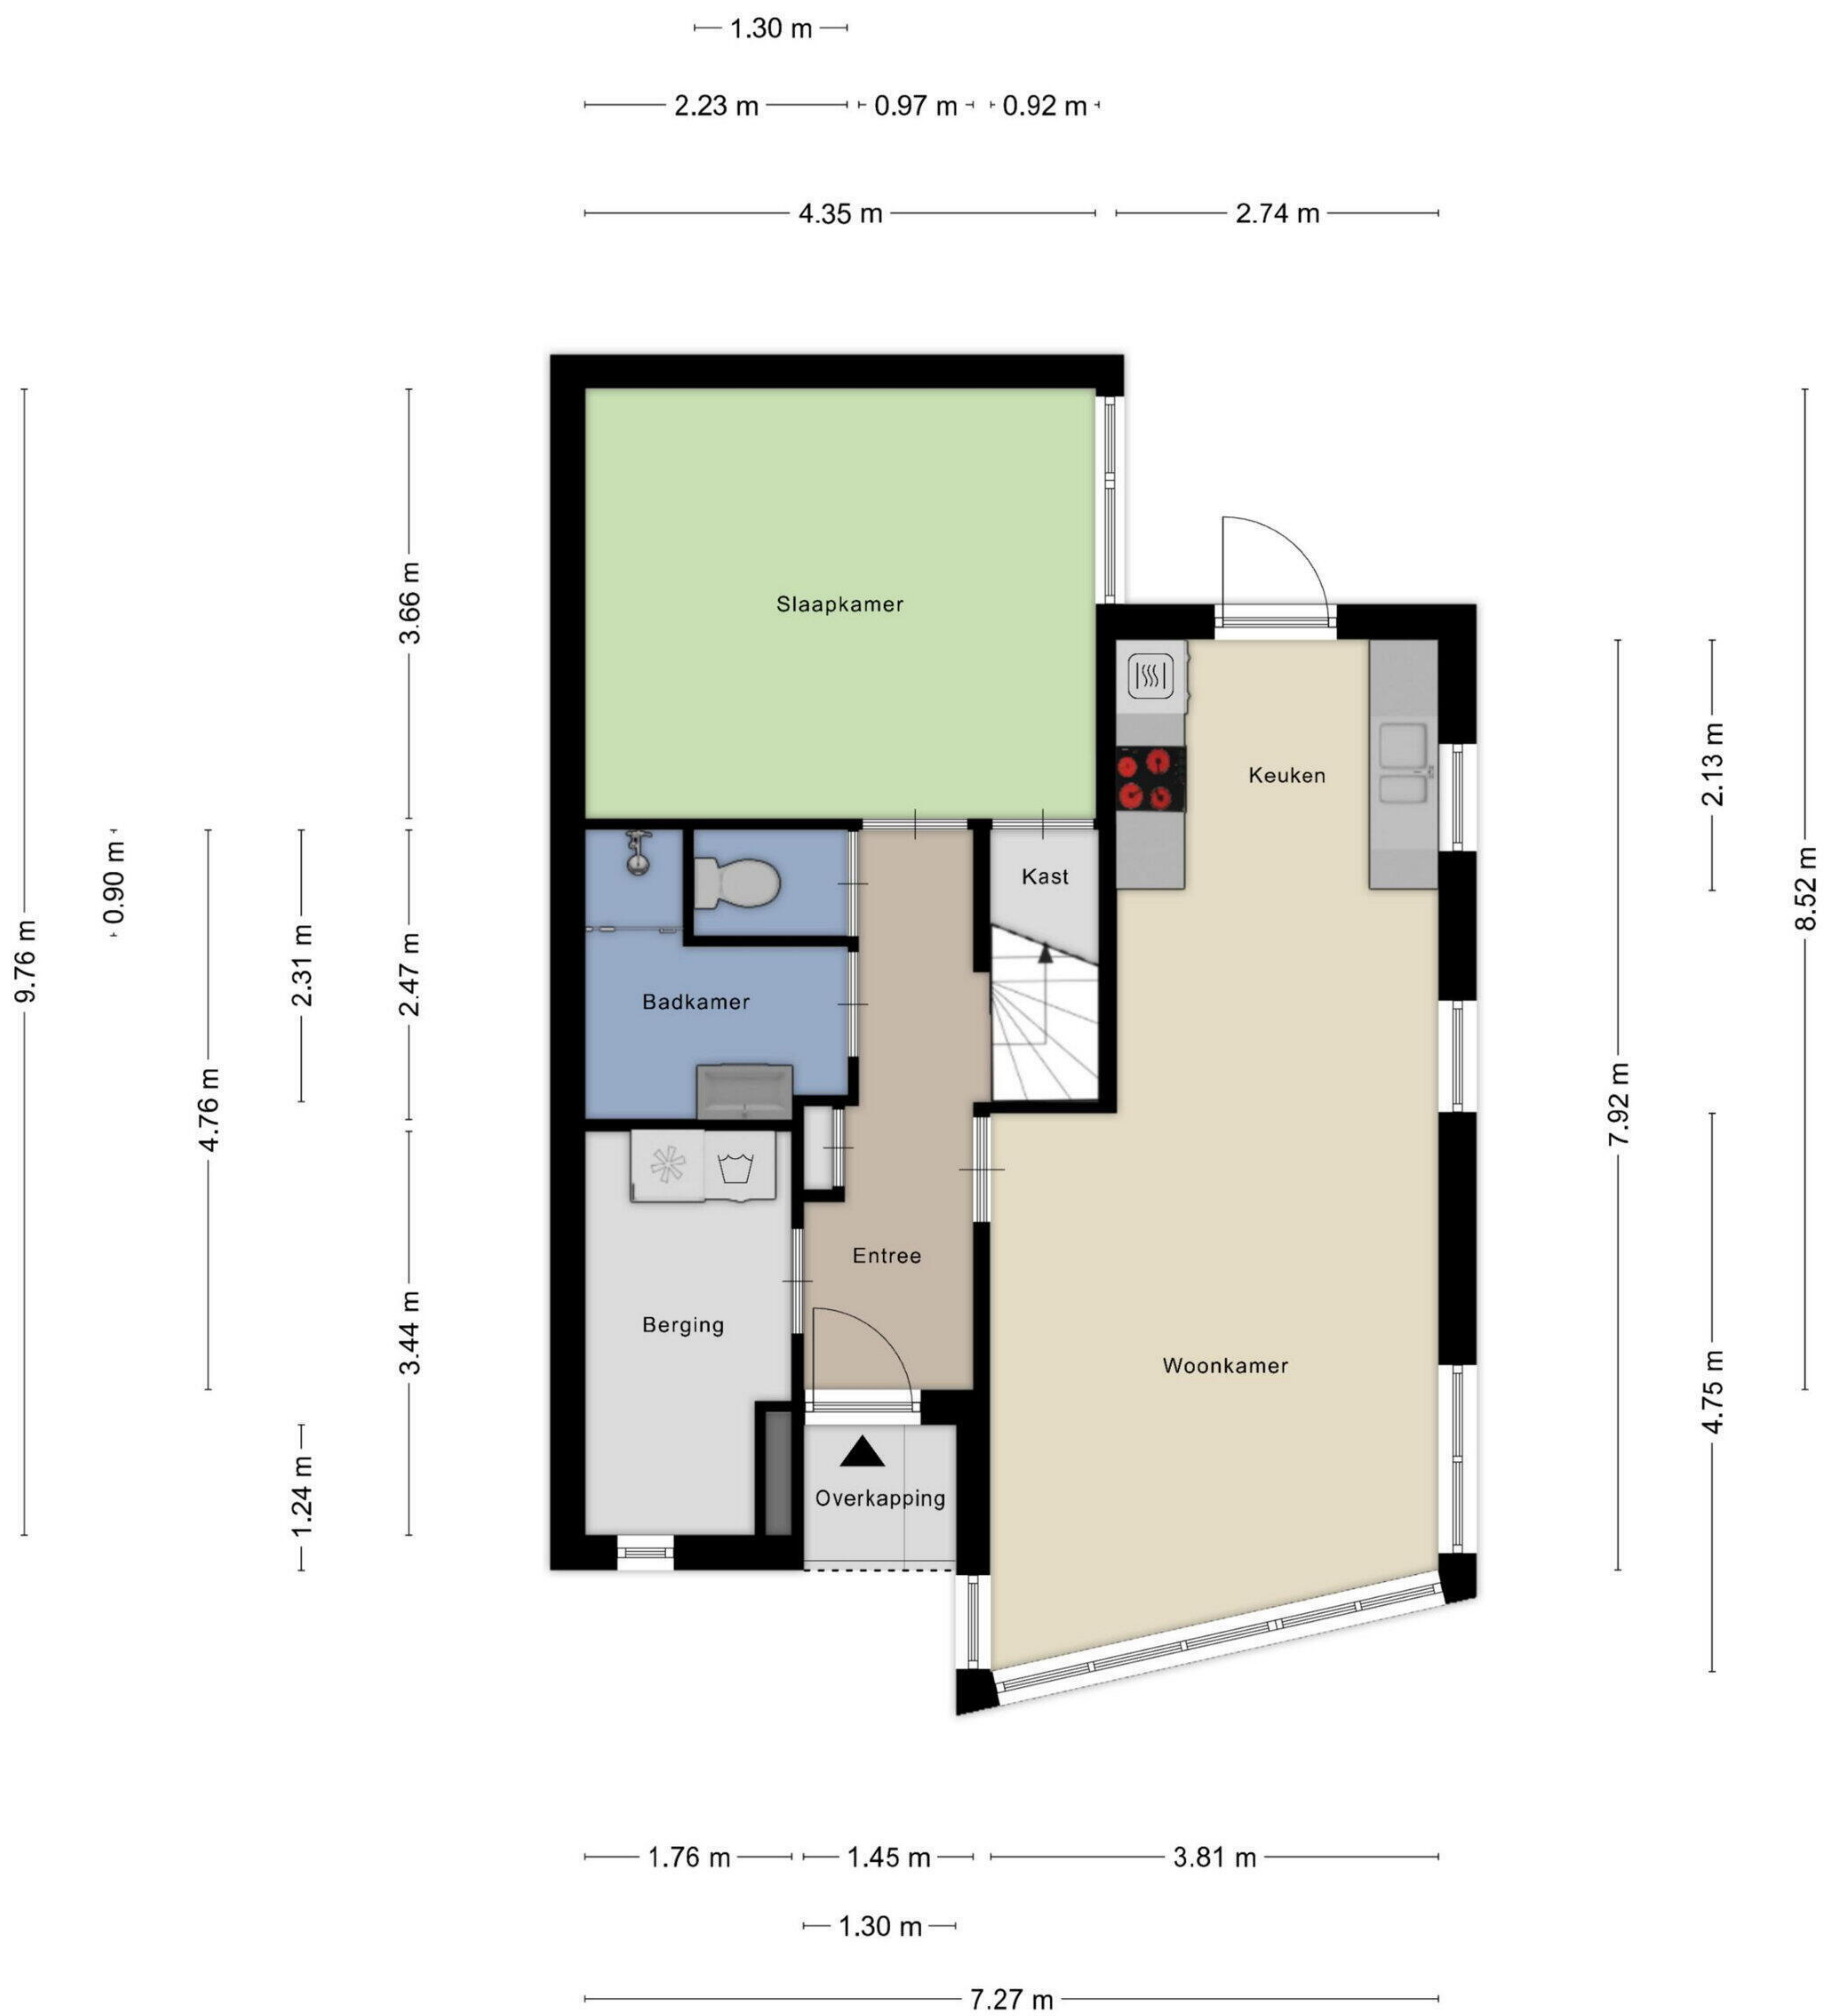 1.30 m
2.23 m
0.97 m
0.92 m
4.35 m
2.74 m
Slaapkamer
3.66 m
Keuken
2.13 m
Kast
0.90 m
8.52 m
9.76 m
2.31 m
2.47 m
Badkamer
4.76 m
7.92 m
Entree
Berging
3.44 m
Woonkamer
4.75 m
Overkapping
1.24 m
1.76 m
1.45 m
3.81 m
1.30 m
7.27 m